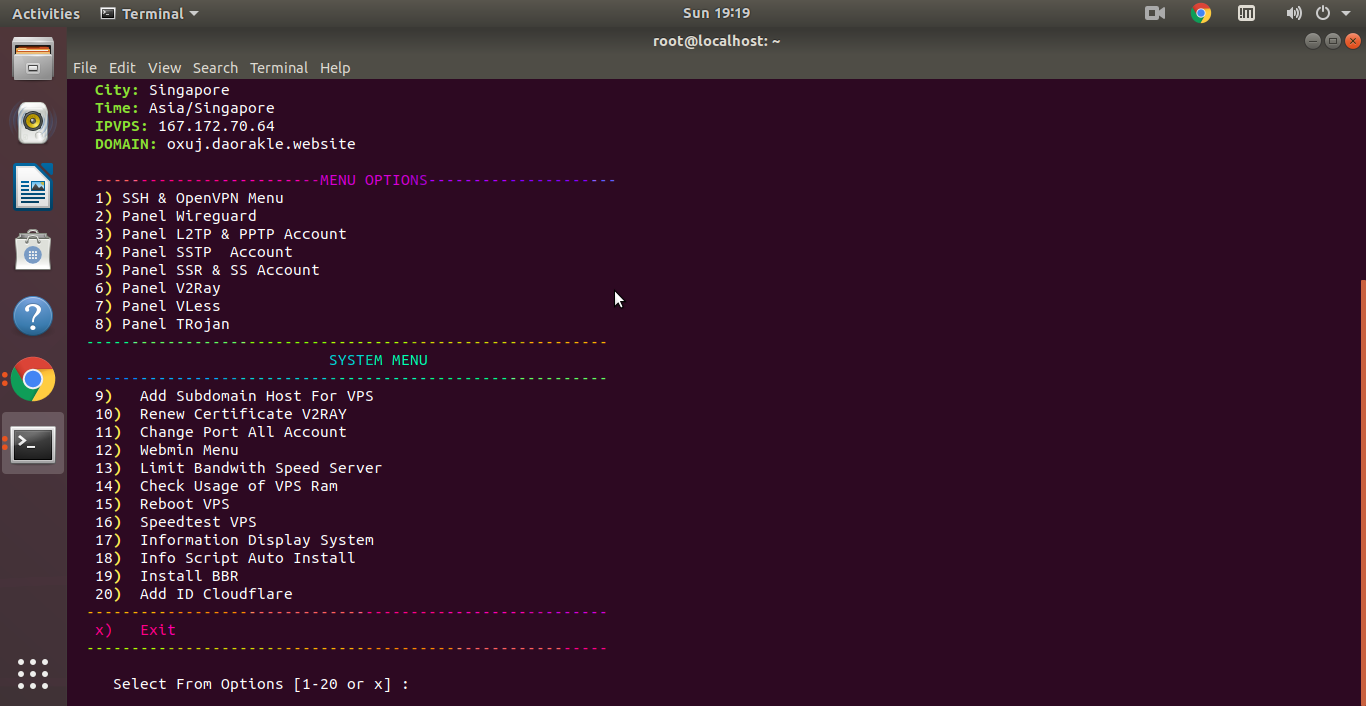 Activities Terminal Sun 19:19
root@localhost: ~
File Edit View Search Terminal Help
City: Singapore
Time: Asia/Singapore
IPVPS: 167.172.70.64
DOMAIN: oxuj.daorakle.website
-------------------------MENU OPTIONS---------------------
1) SSH & OpenVPN Menu
2) Panel Wireguard
3) Panel L2TP & PPTP Account
4) Panel SSTP  Account
5) Panel SSR & SS Account
6) Panel V2Ray
7) Panel VLess
8) Panel TRojan
----------------------------------------------------------
SYSTEM MENU
----------------------------------------------------------
9)   Add Subdomain Host For VPS
10)  Renew Certificate V2RAY
11)  Change Port All Account
12)  Webmin Menu
13)  Limit Bandwith Speed Server
14)  Check Usage of VPS Ram
15)  Reboot VPS
16)  Speedtest VPS
17)  Information Display System
18)  Info Script Auto Install
19)  Install BBR
20)  Add ID Cloudflare
----------------------------------------------------------
x)   Exit
----------------------------------------------------------
Select From Options [1-20 or x] :